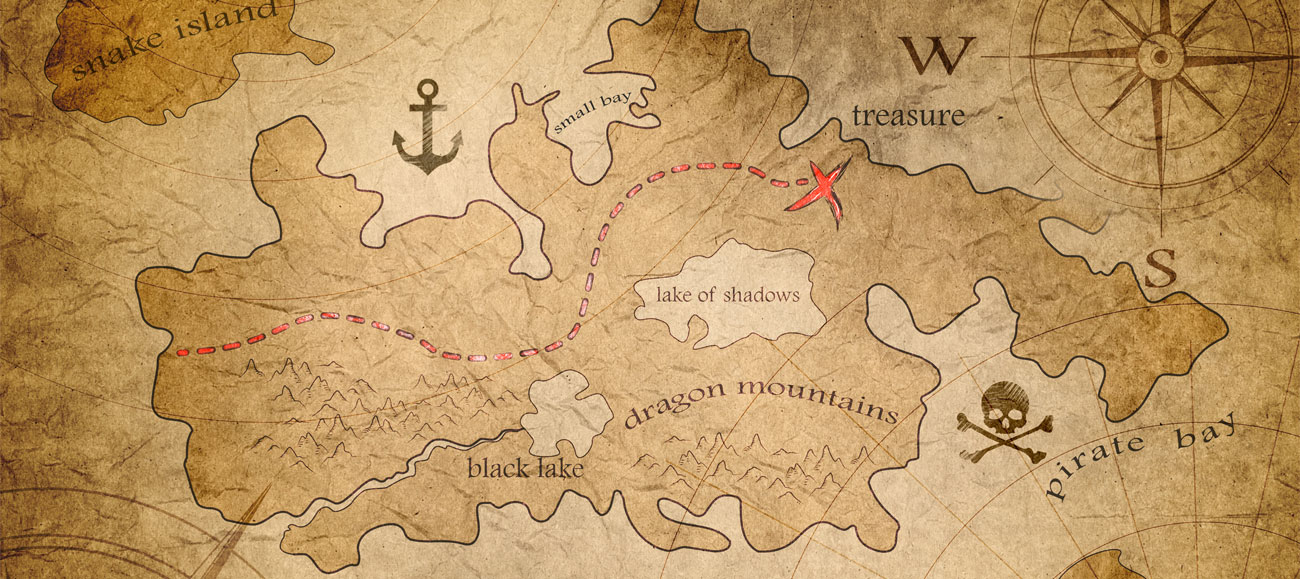 snake island
W
treasure
small bay
S
lake of shadows
dragon mountains
black lake
pirate bay